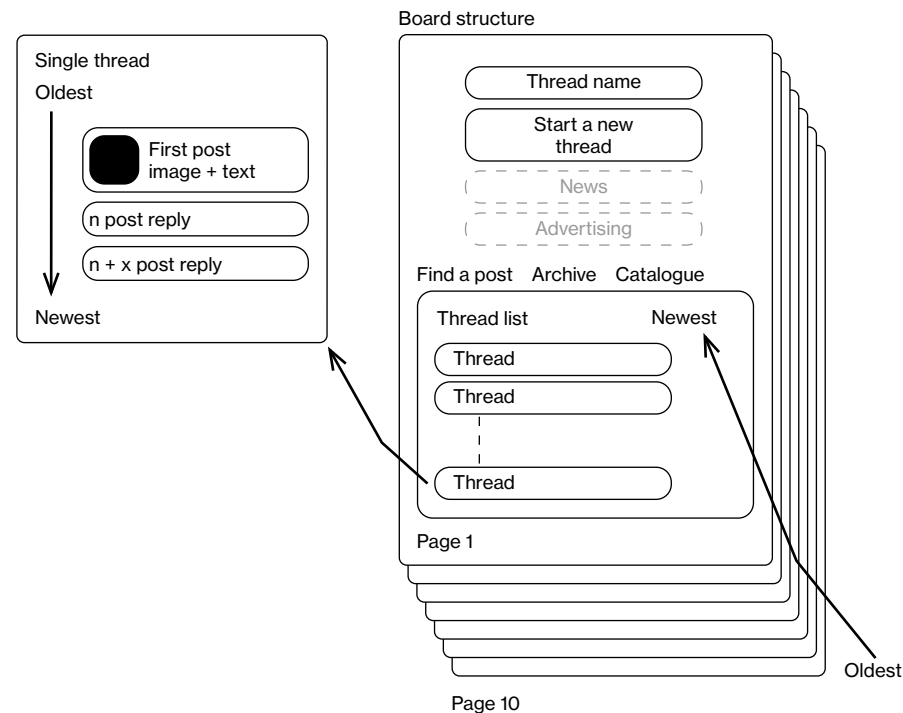 Board structure
Single thread
Oldest
First post
image + text
n post reply
n + x post reply
Newest
Thread name
Start a new
thread
News
Advertising
Find a post Archive Catalogue
Thread list Newest
Thread
Thread
Thread
Page 1
Oldest
Page 10